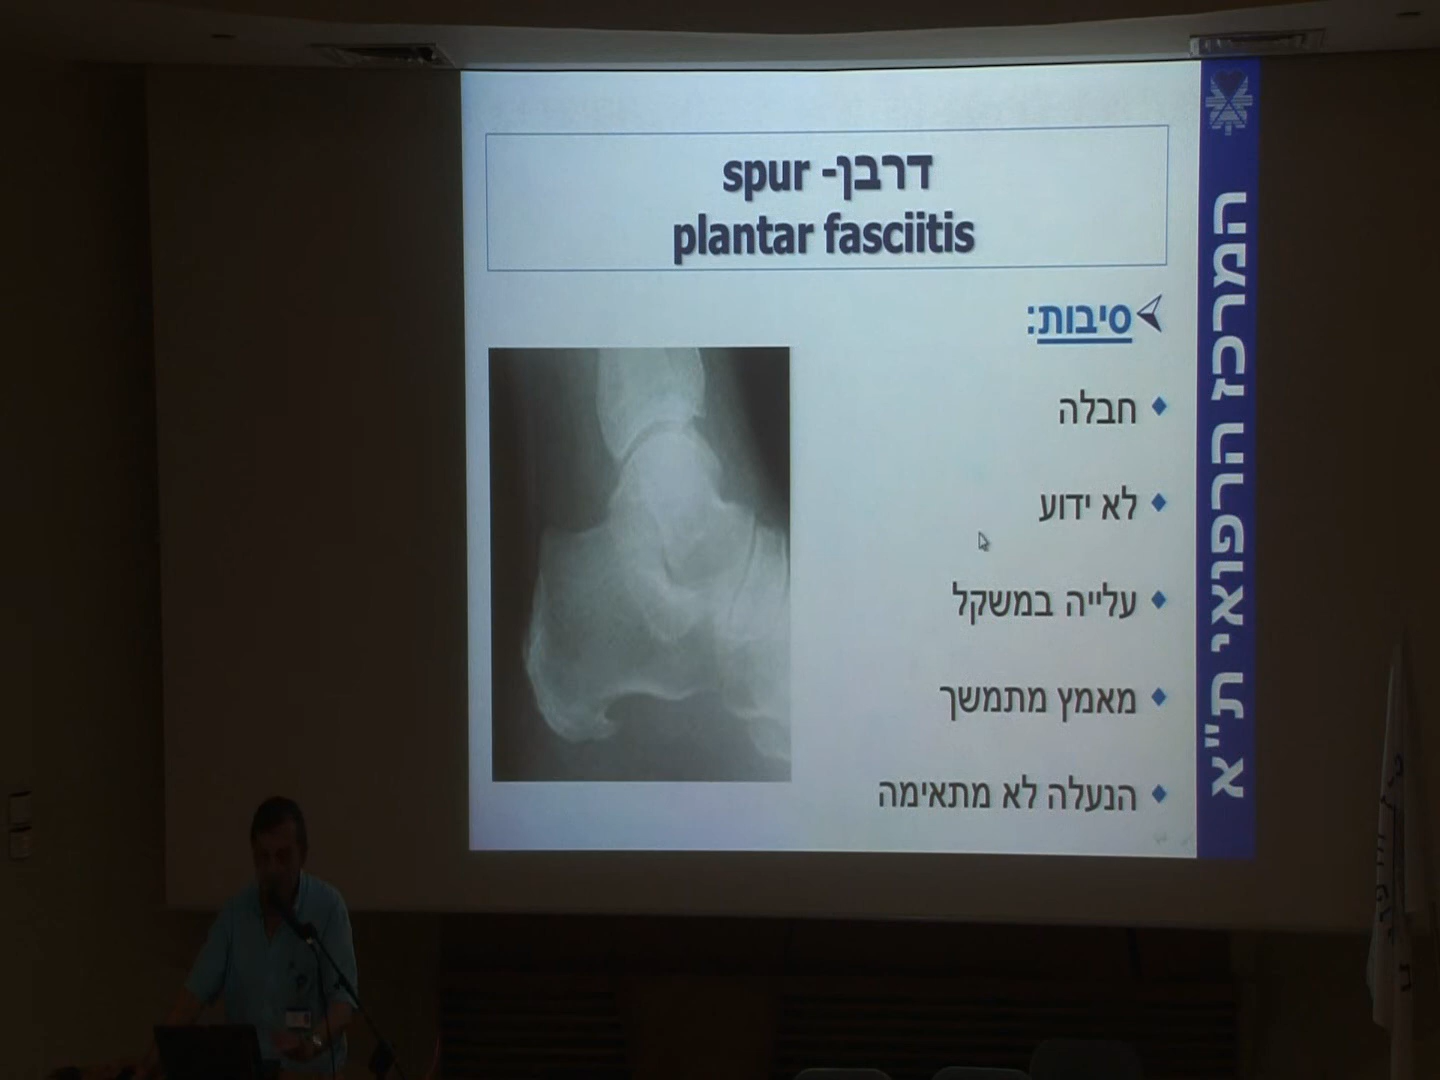 דרבן- spur
plantar fasciitis
סיבות:
חבלה
לא ידוע
עלייה במשקל
מאמץ מתמשך
הנעלה לא מתאימה
המרכז הרפואי ת"א